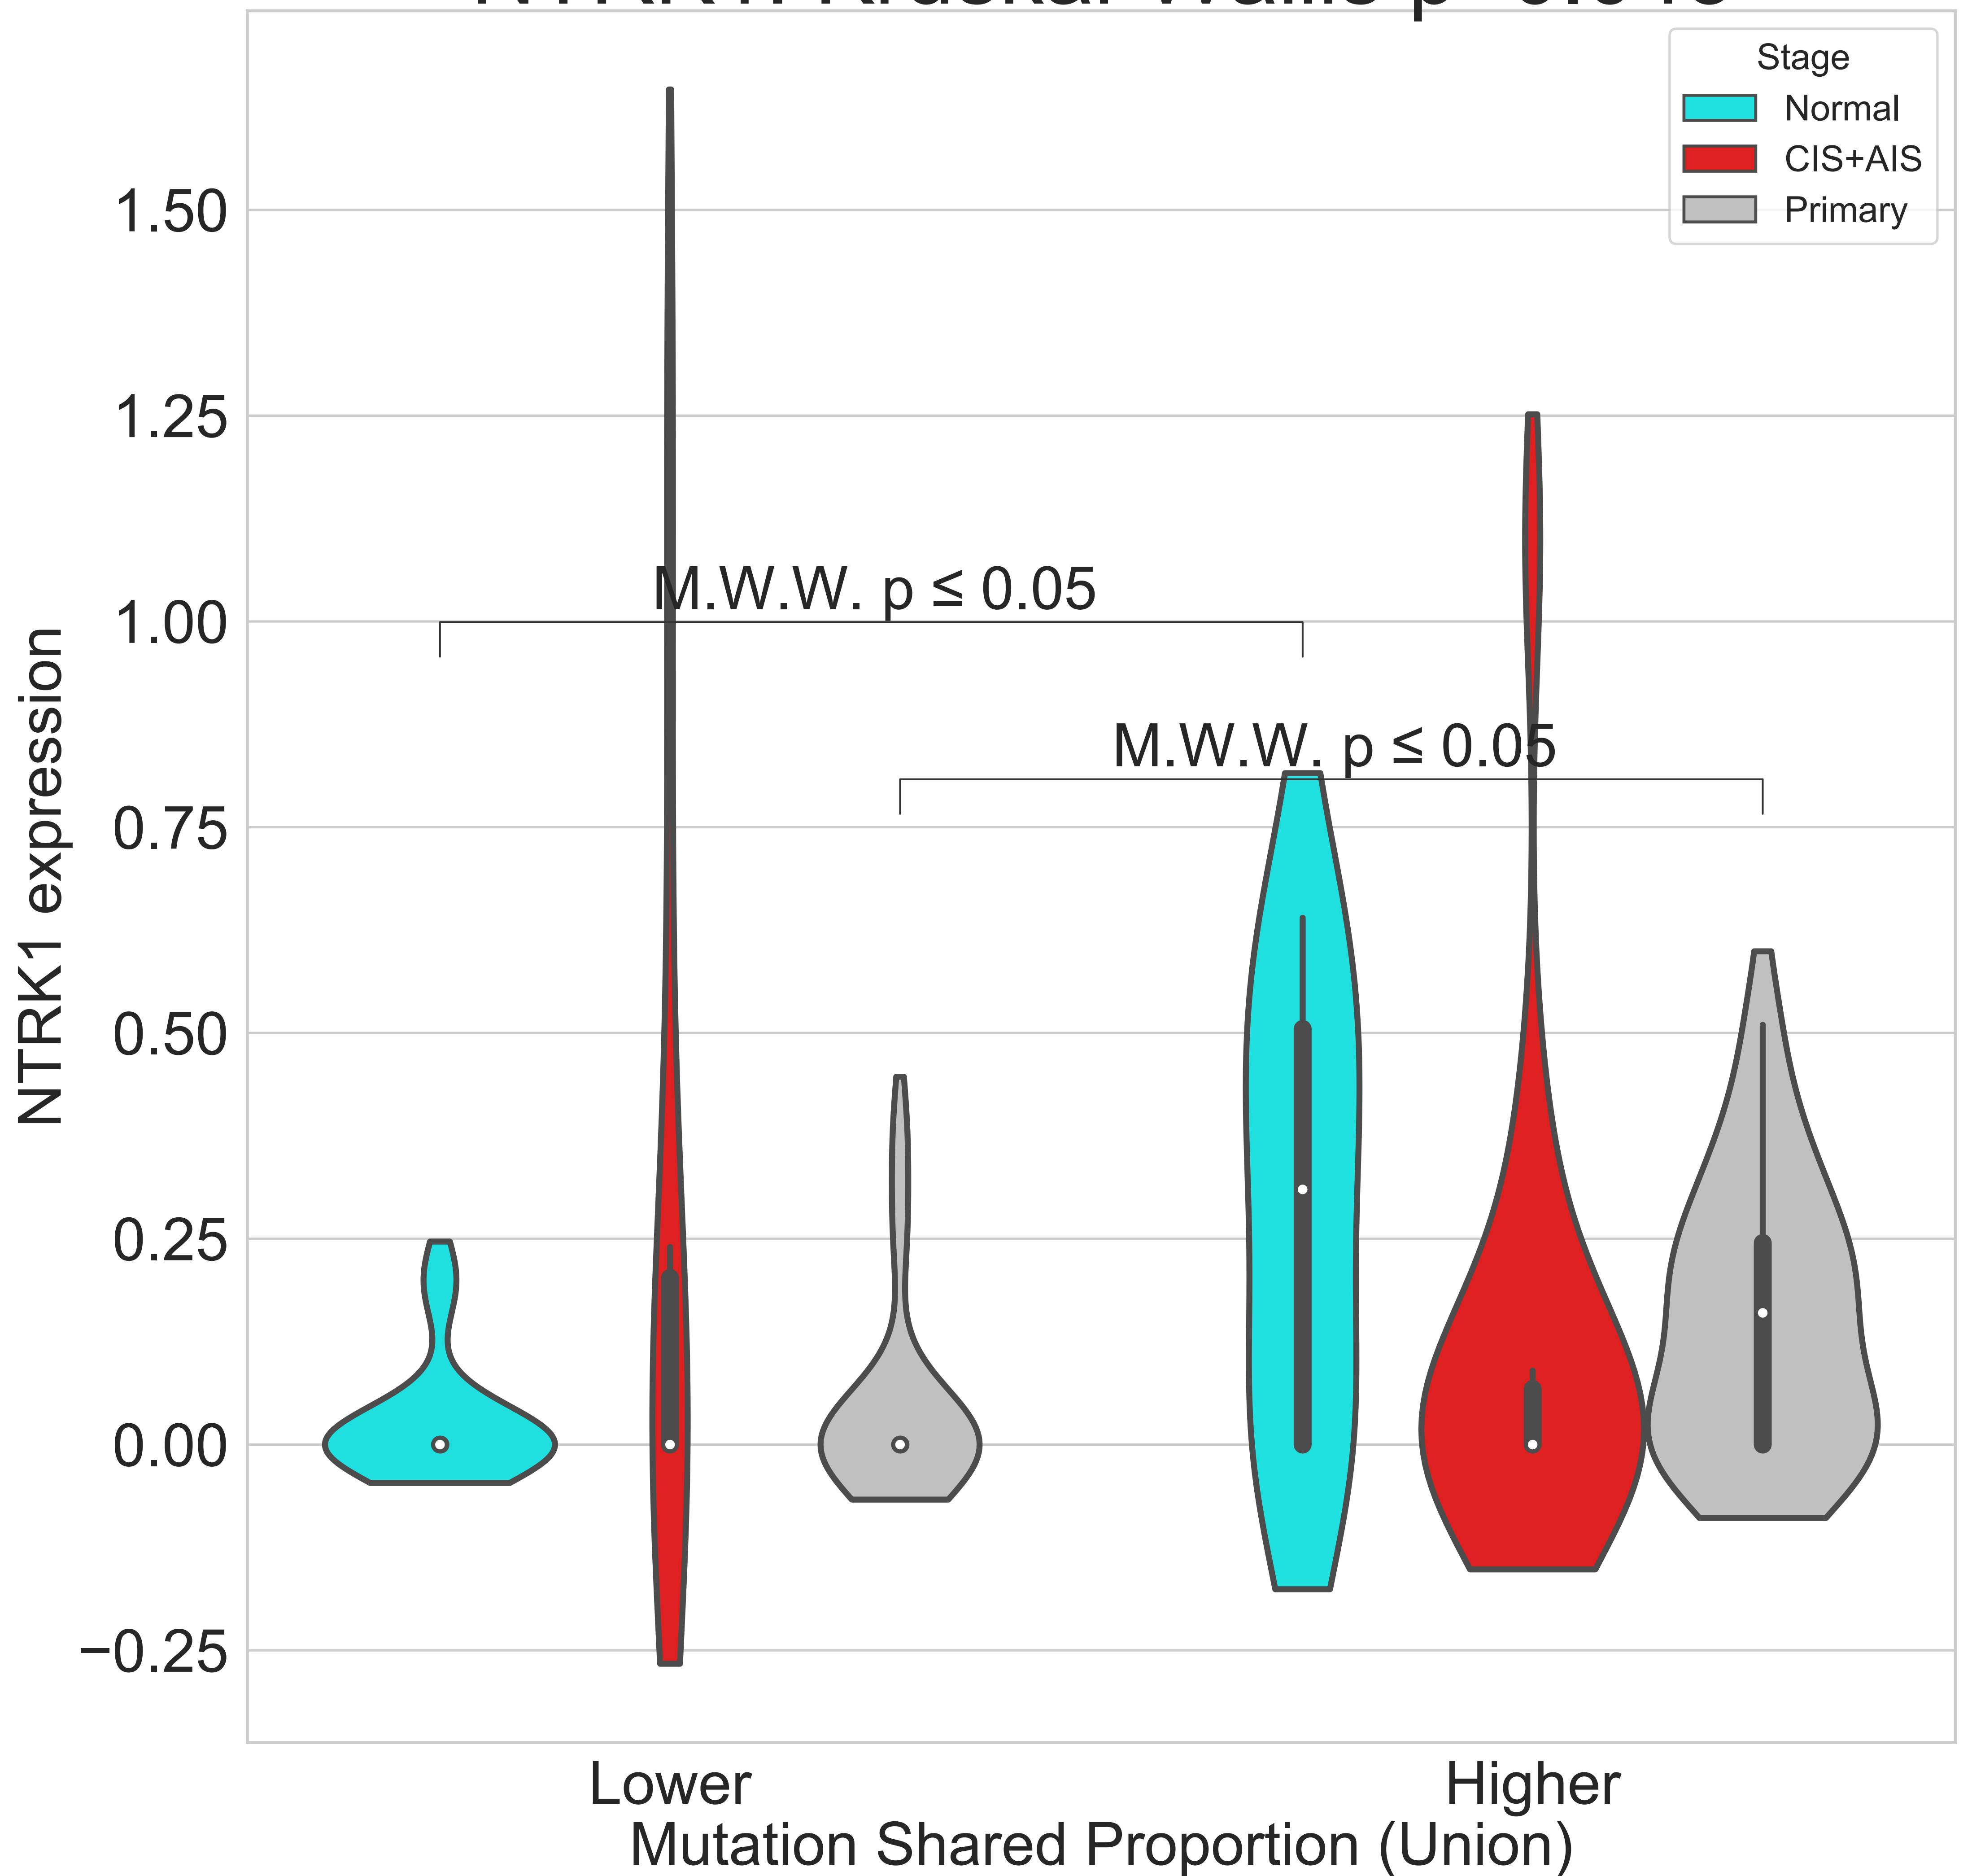 Stage
Normal
CIS+AIS
Primary
1.50
1.25
1.00
0.75
0.50
0.25
0.00
−0.25
NTRK1 expression
M.W.W. p ≤ 0.05
M.W.W. p ≤ 0.05
Lower
Higher
Mutation Shared Proportion (Union)